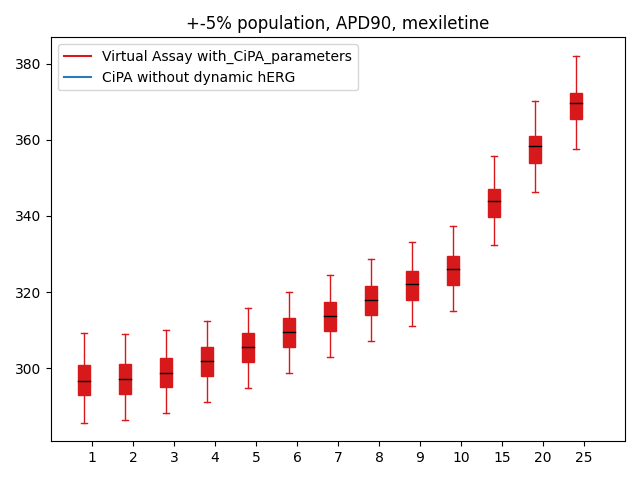 +-5% population, APD90, mexiletine
Virtual Assay with_CiPA_parameters
CiPA without dynamic hERG
380
360
340
320
300
1 2 3 4 5 6 7 8 9 10 15 20 25